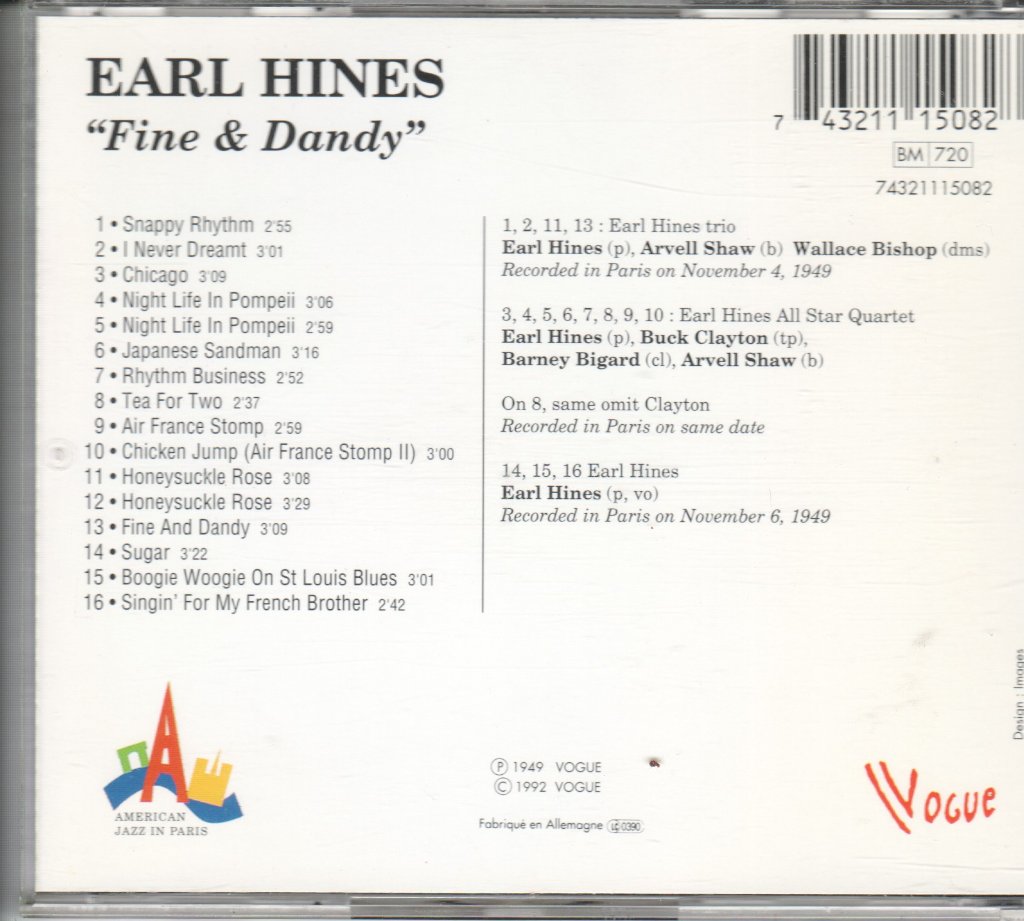 EARL HINES
“Fine & Dandy”
7 43211 15082
BM 720
74321115082
1 • Snappy Rhythm 2'55
2 • I Never Dreamt 3'01
3 • Chicago 3'09
4 • Night Life In Pompeii 3'06
5 • Night Life In Pompeii 2'59
6 • Japanese Sandman 3'16
7 • Rhythm Business 2'52
8 • Tea For Two 2'37
9 • Air France Stomp 2'59
10 • Chicken Jump (Air France Stomp II) 3'00
11 • Honeysuckle Rose 3'08
12 • Honeysuckle Rose 3'29
13 • Fine And Dandy 3'09
14 • Sugar 3'22
15 • Boogie Woogie On St Louis Blues 3'01
16 • Singin’ For My French Brother 2'42
1, 2, 11, 13 : Earl Hines trio
Earl Hines (p), Arvell Shaw (b) Wallace Bishop (dms)
Recorded in Paris on November 4, 1949
3, 4, 5, 6, 7, 8, 9, 10 : Earl Hines All Star Quartet
Earl Hines (p), Buck Clayton (tp),
Barney Bigard (cl), Arvell Shaw (b)
On 8, same omit Clayton
Recorded in Paris on same date
14, 15, 16 Earl Hines
Earl Hines (p, vo)
Recorded in Paris on November 6, 1949
AMERICAN
JAZZ IN PARIS
Ⓟ 1949 VOGUE
© 1992 VOGUE
Fabriqué en Allemagne LC 0390
VOGUE
Design : Images